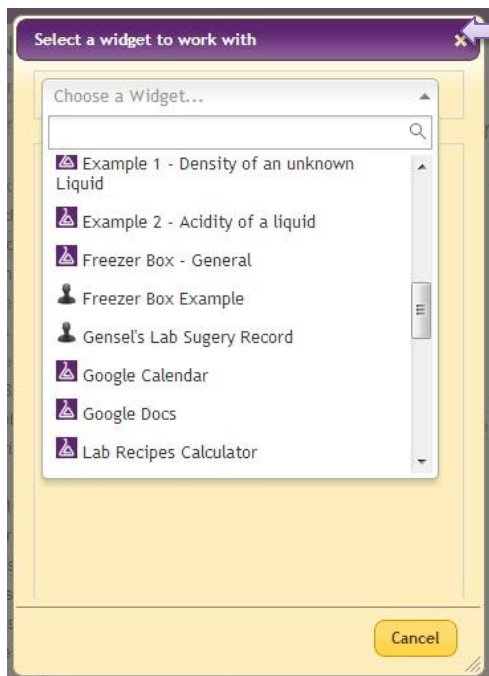 Select a widget to work with
Choose a Widget...
Example 1 - Density of an unknown
Liquid
Example 2 - Acidity of a liquid
Freezer Box - General
Freezer Box Example
Gensel's Lab Sugery Record
Google Calendar
Google Docs
Lab Recipes Calculator
Cancel